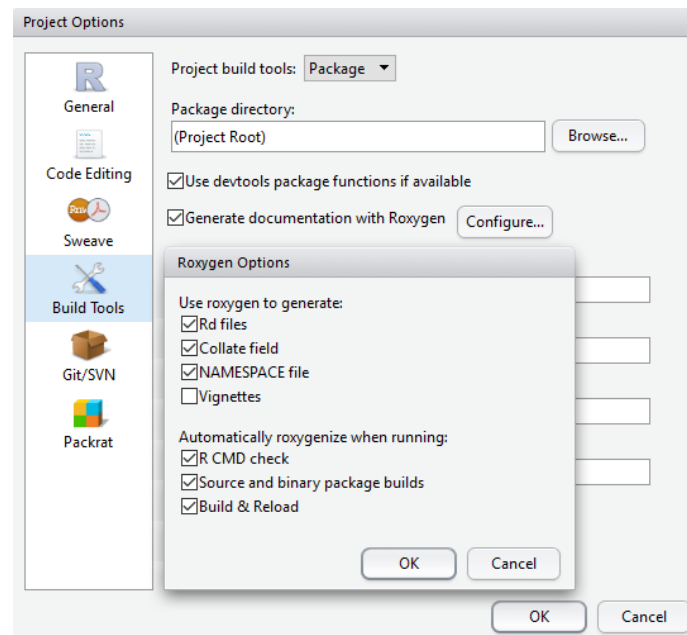 Project Options
R
General
Code Editing
Rnw
Sweave
Build Tools
Git/SVN
Packrat
Project build tools: Package
Package directory:
(Project Root)
Browse...
Use devtools package functions if available
Generate documentation with Roxygen
Configure...
Roxygen Options
Use roxygen to generate:
Rd files
Collate field
NAMESPACE file
Vignettes
Automatically roxygenize when running:
R CMD check
Source and binary package builds
Build & Reload
OK
Cancel
OK
Cancel